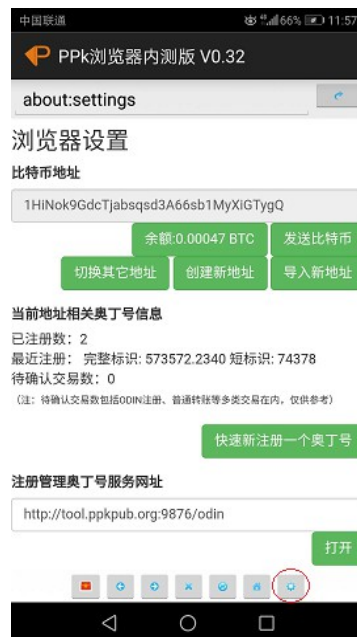 中国联通 66% 11:57
PPk浏览器内测版 V0.32
about:settings
浏览器设置
比特币地址
1HiNok9GdcTjabsqsd3A66sb1MyXiGTygQ
余额:0.00047 BTC 发送比特币
切换其它地址 创建新地址 导入新地址
当前地址相关奥丁号信息
已注册数：2
最近注册： 完整标识: 573572.2340 短标识: 74378
待确认交易数：0
（注：待确认交易数包括ODIN注册、普通转账等多类交易在内，仅供参考）
快速新注册一个奥丁号
注册管理奥丁号服务网址
http://tool.ppkpub.org:9876/odin
打开